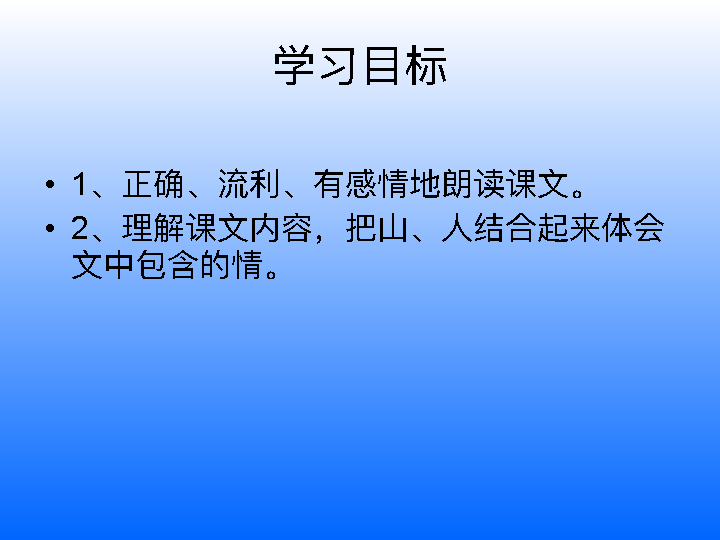 学习目标
• 1、正确、流利、有感情地朗读课文。
• 2、理解课文内容，把山、人结合起来体会
文中包含的情。